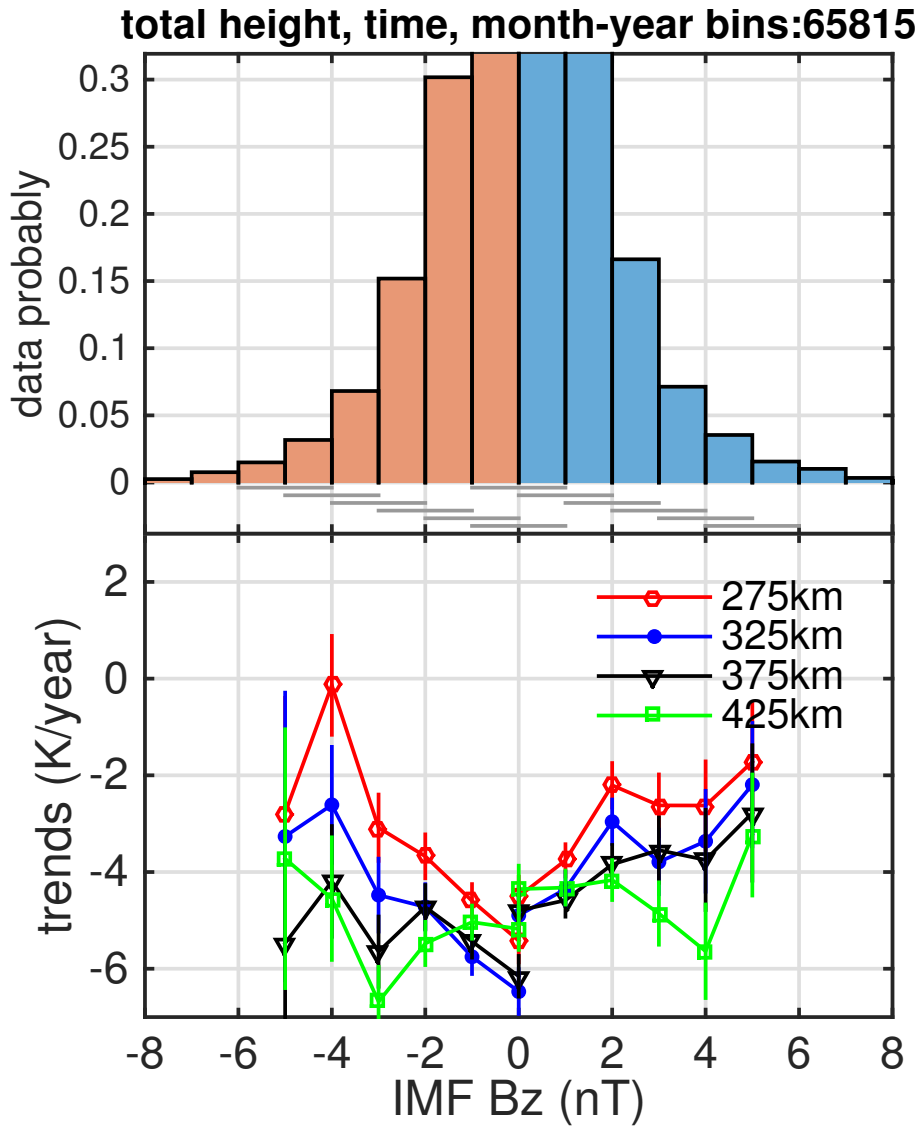 total height, time, month-year bins:65815
data probably
0.3
0.25
0.2
0.15
0.1
0.05
0
trends (K/year)
2
0
-2
-4
-6
275km
325km
375km
425km
-8 -6 -4 -2 0 2 4 6 8
IMF Bz (nT)